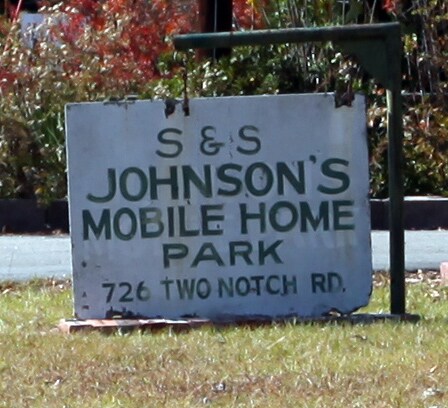 S & S
JOHNSON'S
MOBILE HOME
PARK
726 TWO NOTCH RD.